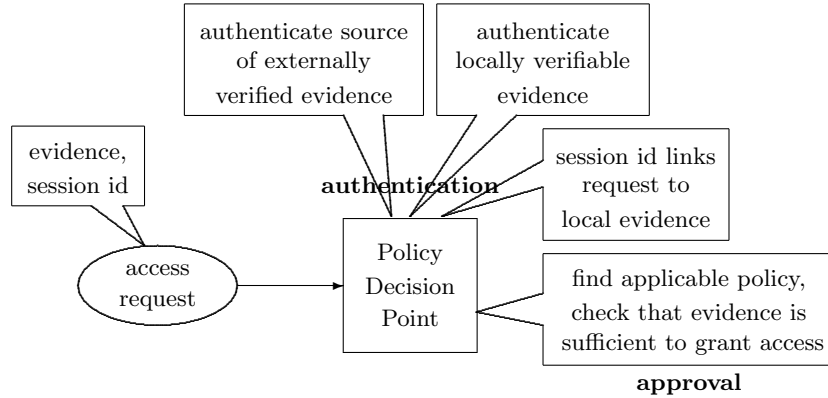 authenticate source
of externally
verified evidence
authenticate
locally verifiable
evidence
evidence,
session id
authentication
session id links
request to
local evidence
access
request
Policy
Decision
Point
find applicable policy,
check that evidence is
sufficient to grant access
approval